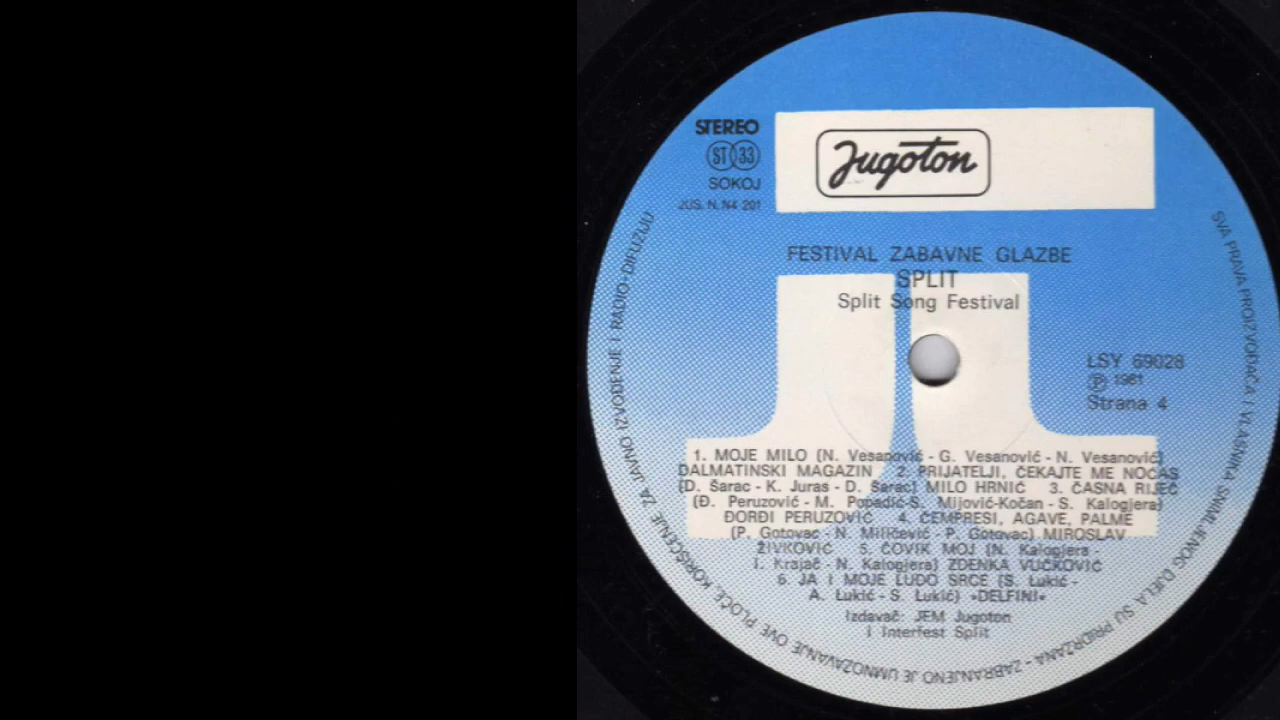 STEREO
ST 33
SOKOJ
JUS. N. N4 201
Jugoton
FESTIVAL ZABAVNE GLAZBE
SPLIT
Split Song Festival
LSY 69028
Ⓟ 1981
Strana 4
1. MOJE MILO (N. Vesanović - G. Vesanović - N. Vesanović)
DALMATINSKI MAGAZIN 2. PRIJATELJI, ČEKAJTE ME NOĆAS
(D. Šarac - K. Juras - D. Šarac) MILO HRNIĆ 3. ČASNA RIJEČ
(Đ. Peruzović - M. Popadić-S. Mijović-Kočan - S. Kalogjera)
ĐORĐI PERUZOVIĆ 4. ČEMPRESI, AGAVE, PALME
(P. Gotovac - N. Milićević - P. Gotovac) MIROSLAV
ŽIVKOVIĆ 5. ČOVIK MOJ (N. Kalogjera -
I. Krajač - N. Kalogjera) ZDENKA VUČKOVIĆ
6. JA I MOJE LUDO SRCE (S. Lukić -
A. Lukić - S. Lukić) »DELFINI«
Izdavač: JEM Jugoton
i Interfest Split
SVA PRAVA PROIZVOĐAČA I VLASNIKA SNIMLJENOG DJELA SU PRIDRŽANA - ZABRANJENO JE UMNOŽAVANJE OVE PLOČE, KORIŠĆENJE ZA JAVNO IZVOĐENJE I RADIO-DIFUZIJU